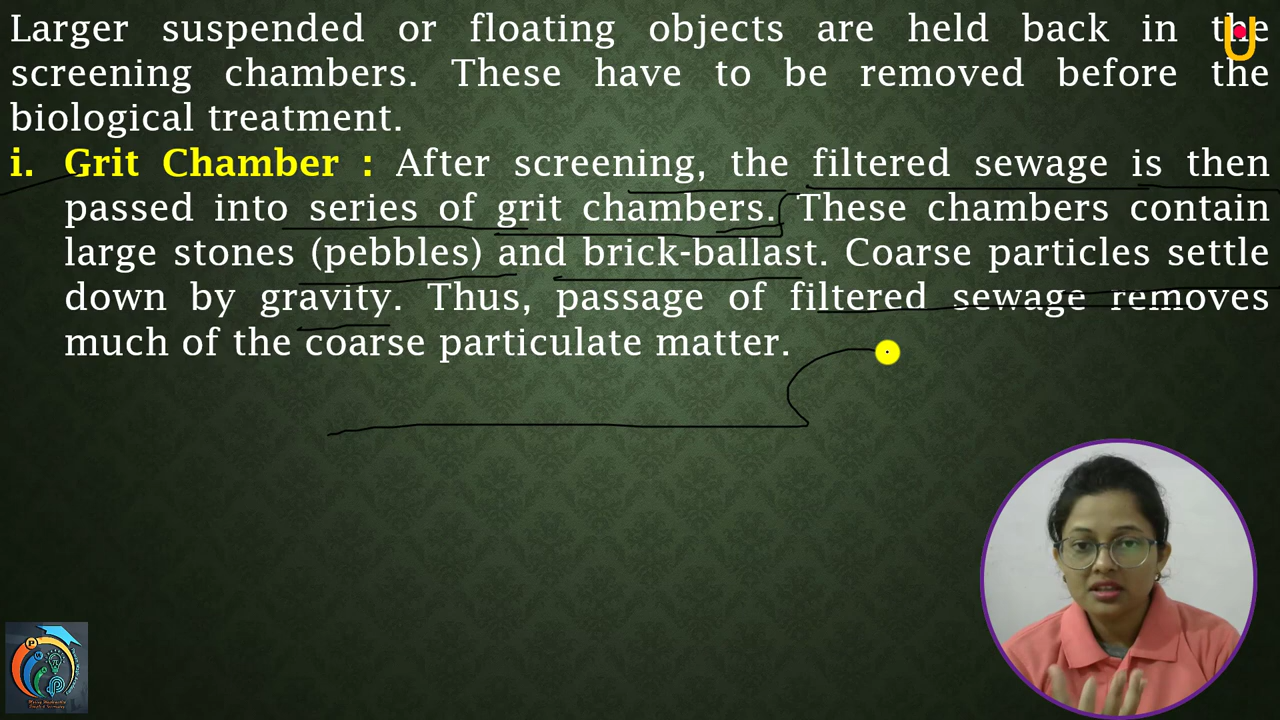 Larger suspended or floating objects are held back in the
screening chambers. These have to be removed before the
biological treatment.
i. Grit Chamber : After screening, the filtered sewage is then
passed into series of grit chambers. These chambers contain
large stones (pebbles) and brick-ballast. Coarse particles settle
down by gravity. Thus, passage of filtered sewage removes
much of the coarse particulate matter.